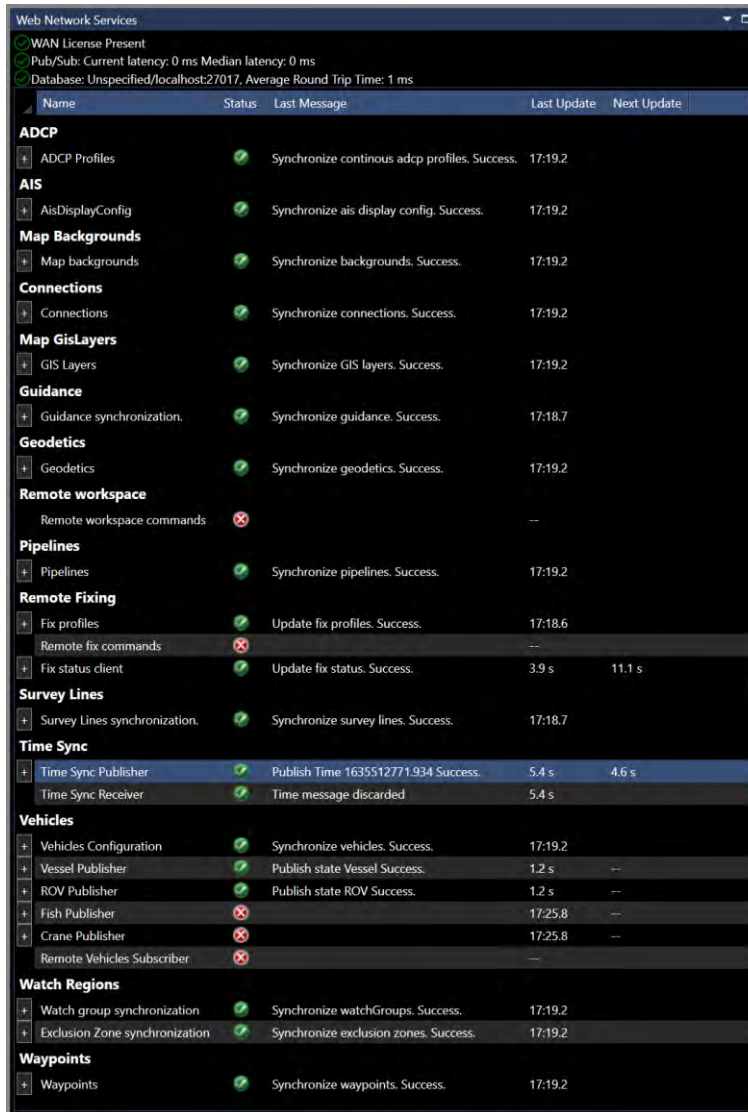 Web Network Services
WAN License Present
Pub/Sub: Current latency: 0 ms Median latency: 0 ms
Database: Unspecified/localhost:27017, Average Round Trip Time: 1 ms
Name Status Last Message Last Update Next Update
ADCP
+ ADCP Profiles Synchronize continous adcp profiles. Success. 17:19.2
AIS
+ AisDisplayConfig Synchronize ais display config. Success. 17:19.2
Map Backgrounds
+ Map backgrounds Synchronize backgrounds. Success. 17:19.2
Connections
+ Connections Synchronize connections. Success. 17:19.2
Map GisLayers
+ GIS Layers Synchronize GIS layers. Success. 17:19.2
Guidance
+ Guidance synchronization. Synchronize guidance. Success. 17:18.7
Geodetics
+ Geodetics Synchronize geodetics. Success. 17:19.2
Remote workspace
Remote workspace commands --
Pipelines
+ Pipelines Synchronize pipelines. Success. 17:19.2
Remote Fixing
+ Fix profiles Update fix profiles. Success. 17:18.6
Remote fix commands --
+ Fix status client Update fix status. Success. 3.9 s 11.1 s
Survey Lines
+ Survey Lines synchronization. Synchronize survey lines. Success. 17:18.7
Time Sync
+ Time Sync Publisher Publish Time 1635512771.934 Success. 5.4 s 4.6 s
Time Sync Receiver Time message discarded 5.4 s
Vehicles
+ Vehicles Configuration Synchronize vehicles. Success. 17:19.2
+ Vessel Publisher Publish state Vessel Success. 1.2 s --
+ ROV Publisher Publish state ROV Success. 1.2 s --
+ Fish Publisher 17:25.8 --
+ Crane Publisher 17:25.8 --
Remote Vehicles Subscriber --
Watch Regions
+ Watch group synchronization Synchronize watchGroups. Success. 17:19.2
+ Exclusion Zone synchronization Synchronize exclusion zones. Success. 17:19.2
Waypoints
+ Waypoints Synchronize waypoints. Success. 17:19.2